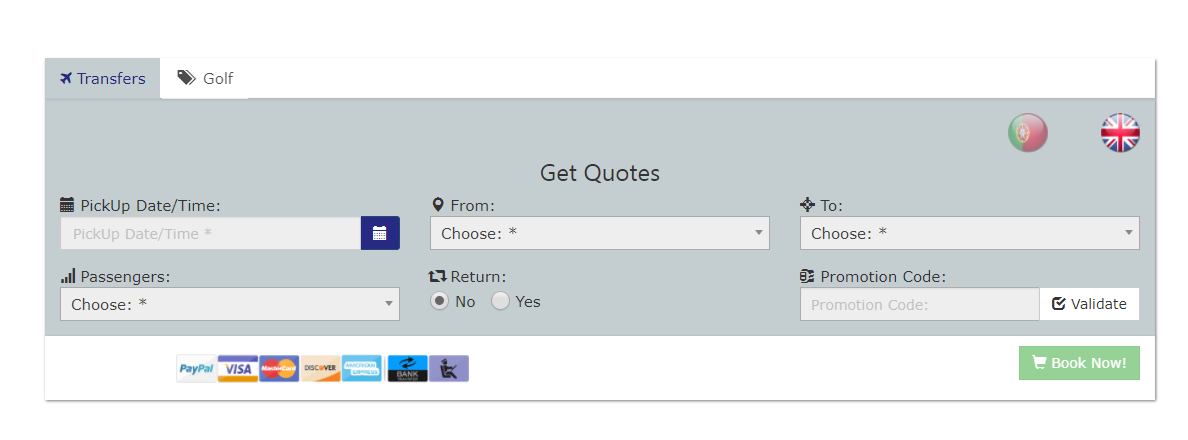 Transfers
Golf
Get Quotes
PickUp Date/Time:
From:
To:
PickUp Date/Time *
Choose: *
Choose: *
Passengers:
Return:
Promotion Code:
Choose: *
No
Yes
Promotion Code:
Validate
PayPal
VISA
MasterCard
DISCOVER
AMERICAN EXPRESS
BANK
TRANSFER
Book Now!